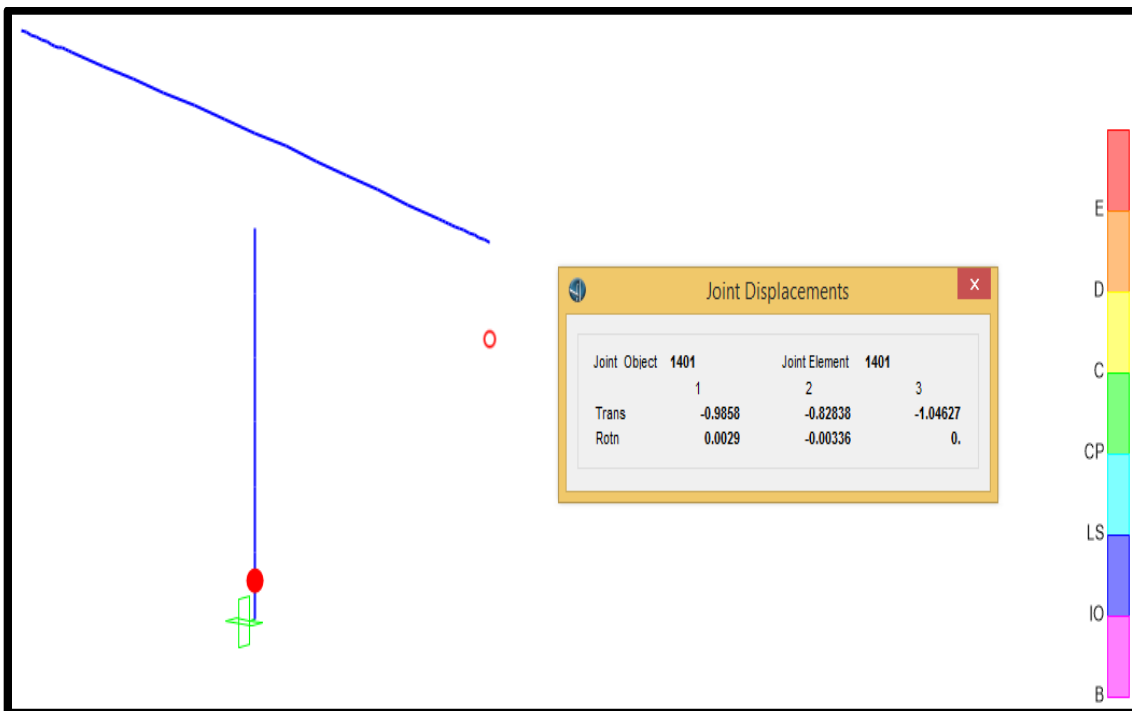 Joint Displacements
x
Joint Object 1401 Joint Element 1401
1 2 3
Trans -0.9858 -0.82838 -1.04627
Rotn 0.0029 -0.00336 0.
E
D
C
CP
LS
IO
B